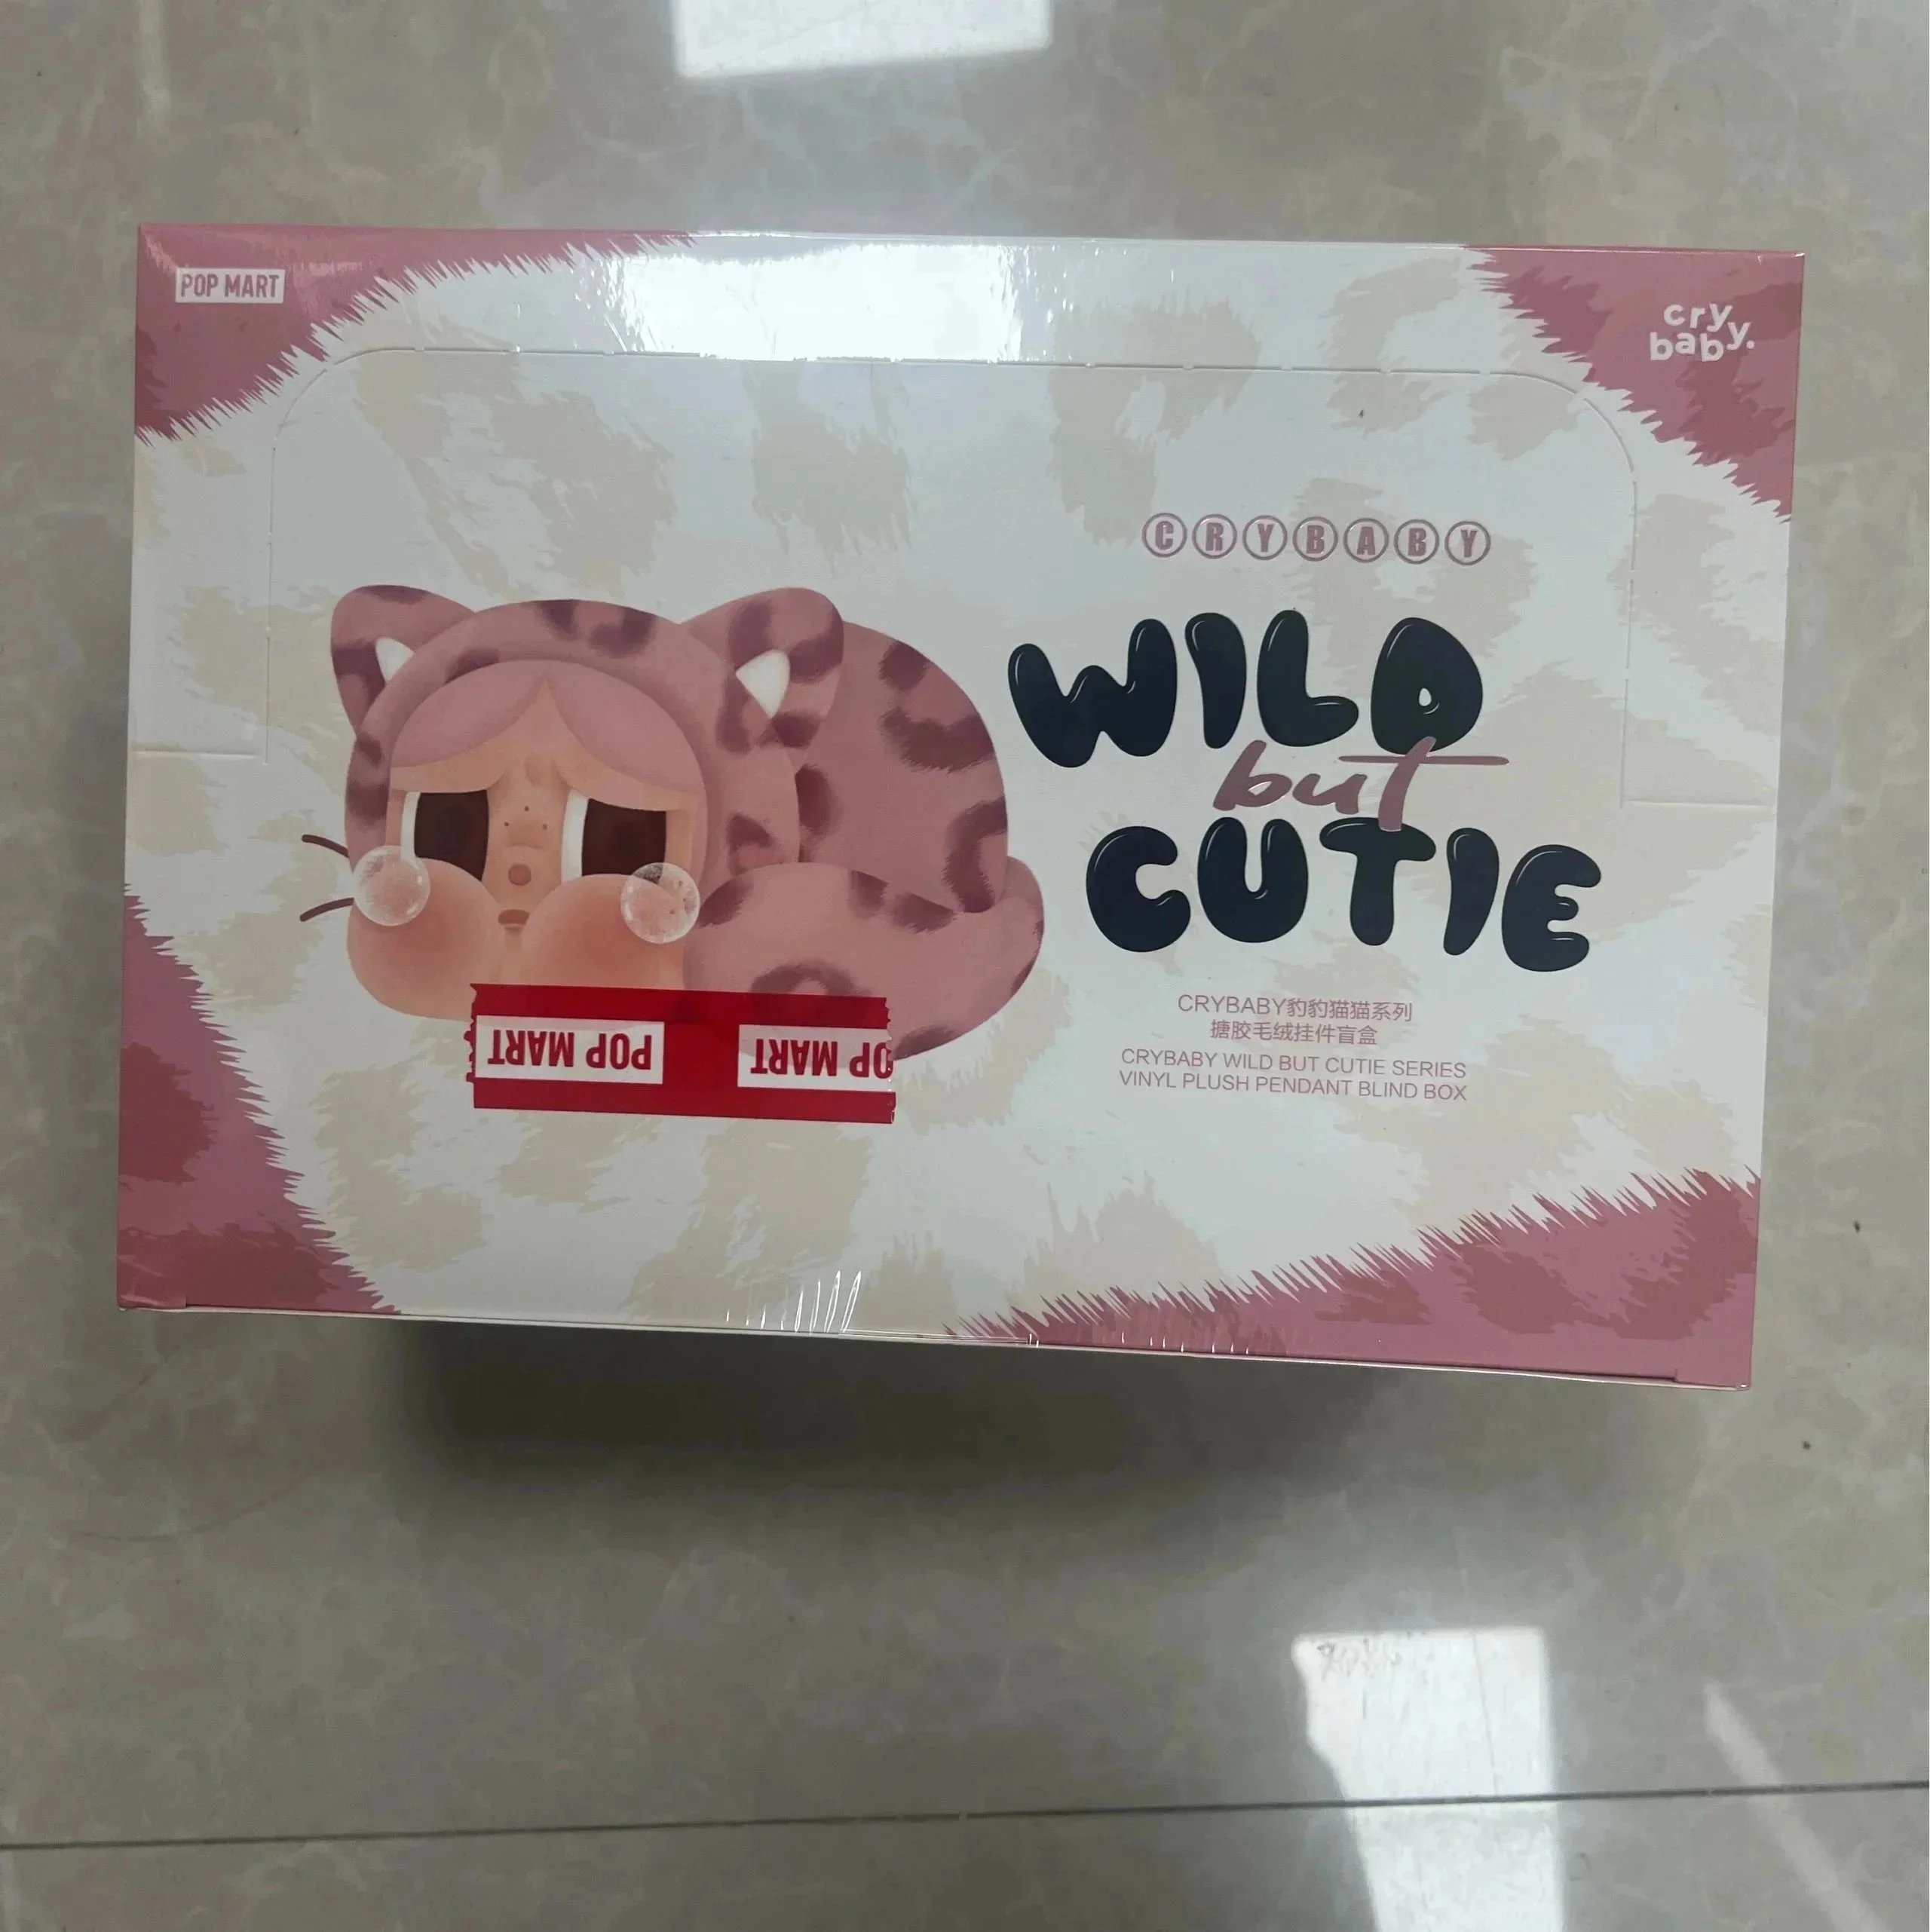 POP MART
cry
baby.
CRYBABY
WILD
but
CUTIE
CRYBABY豹豹猫猫系列
搪胶毛绒挂件盲盒
CRYBABY WILD BUT CUTIE SERIES
VINYL PLUSH PENDANT BLIND BOX
POP MART
OP MART